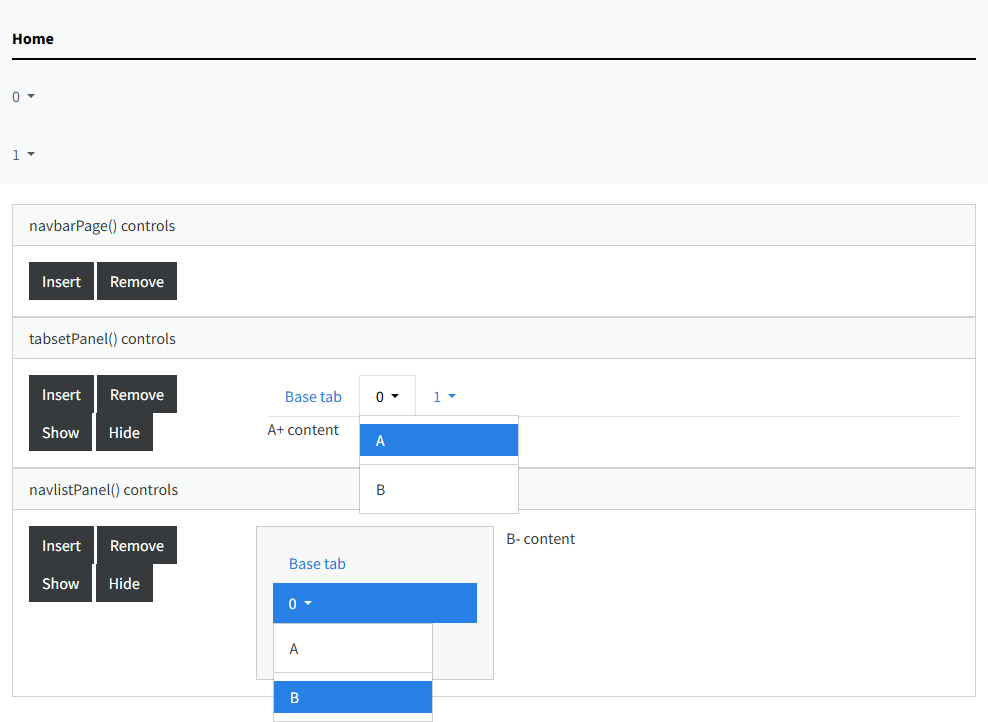 Home
0
1
navbarPage() controls
Insert Remove
tabsetPanel() controls
Insert Remove
Show Hide
Base tab 0 1
A+ content
A
B
navlistPanel() controls
Insert Remove
Show Hide
Base tab
0
A
B
B- content